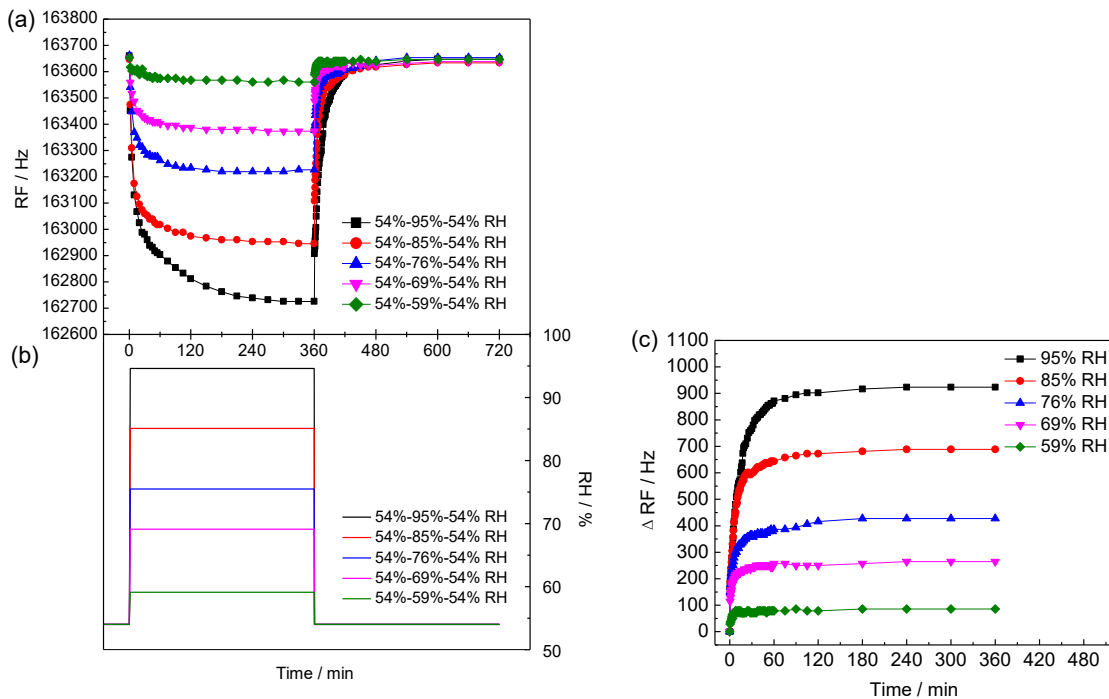 (a)
163800
163700
163600
163500
163400
163300
163200
163100
163000
162900
162800
162700
162600
RF / Hz
54%-95%-54% RH
54%-85%-54% RH
54%-76%-54% RH
54%-69%-54% RH
54%-59%-54% RH
0 120 240 360 480 600 720
(b)
100
90
80
70
60
50
RH / %
54%-95%-54% RH
54%-85%-54% RH
54%-76%-54% RH
54%-69%-54% RH
54%-59%-54% RH
Time / min
(c)
1100
1000
900
800
700
600
500
400
300
200
100
0
Δ RF / Hz
95% RH
85% RH
76% RH
69% RH
59% RH
0 60 120 180 240 300 360 420 480
Time / min